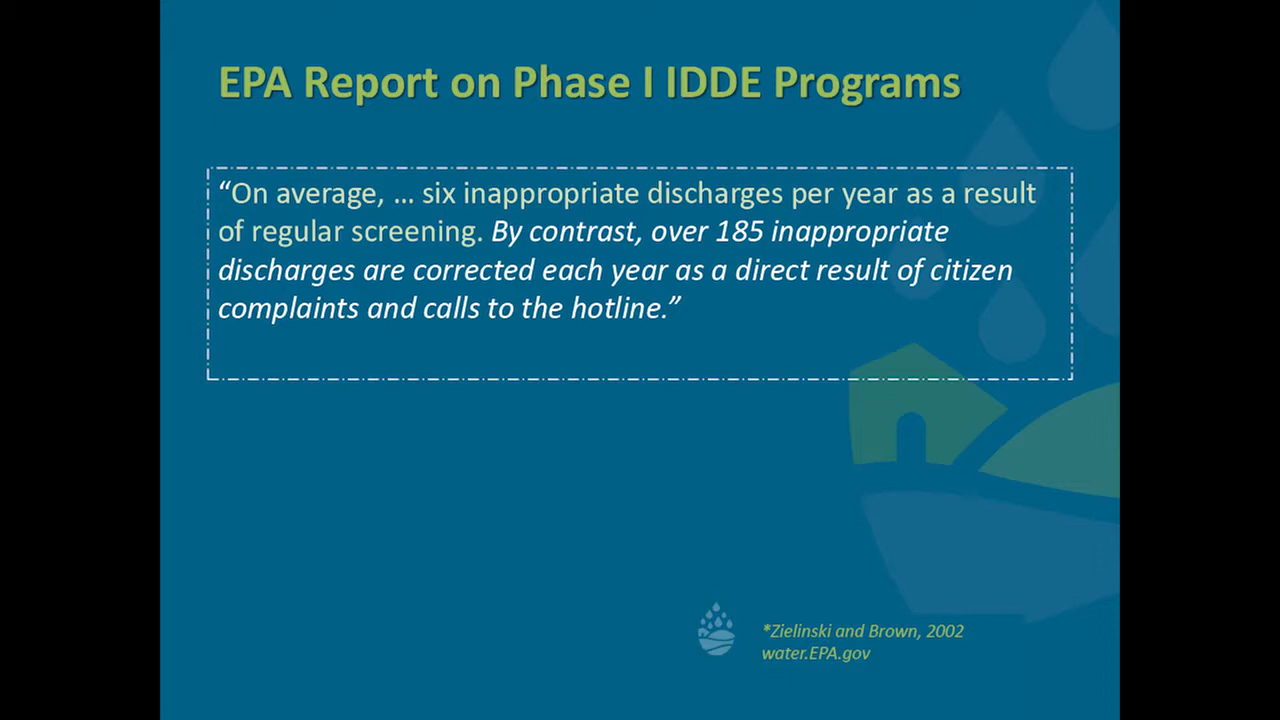 EPA Report on Phase I IDDE Programs
“On average, … six inappropriate discharges per year as a result
of regular screening. By contrast, over 185 inappropriate
discharges are corrected each year as a direct result of citizen
complaints and calls to the hotline.”
*Zielinski and Brown, 2002
water.EPA.gov